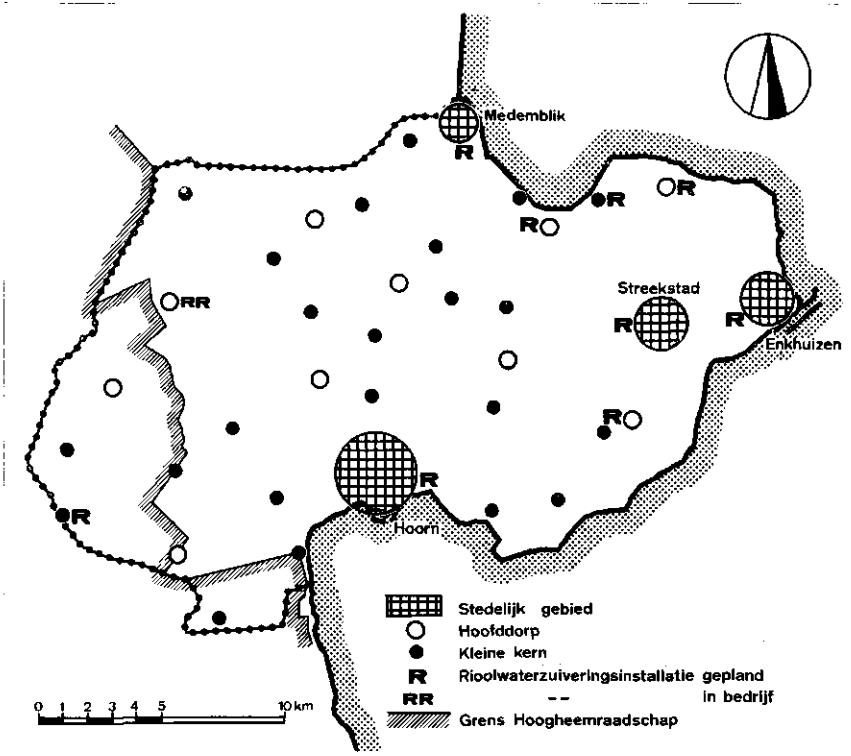 Medemblik
R
R
R
R
RR
Streekstad
R
R
Enkhuizen
R
R
R
Hoorn
Stedelijk gebied
Hoofddorp
Kleine kern
R Rioolwaterzuiveringsinstallatie gepland
RR -- in bedrijf
Grens Hoogheemraadschap
0 1 2 3 4 5 10 km